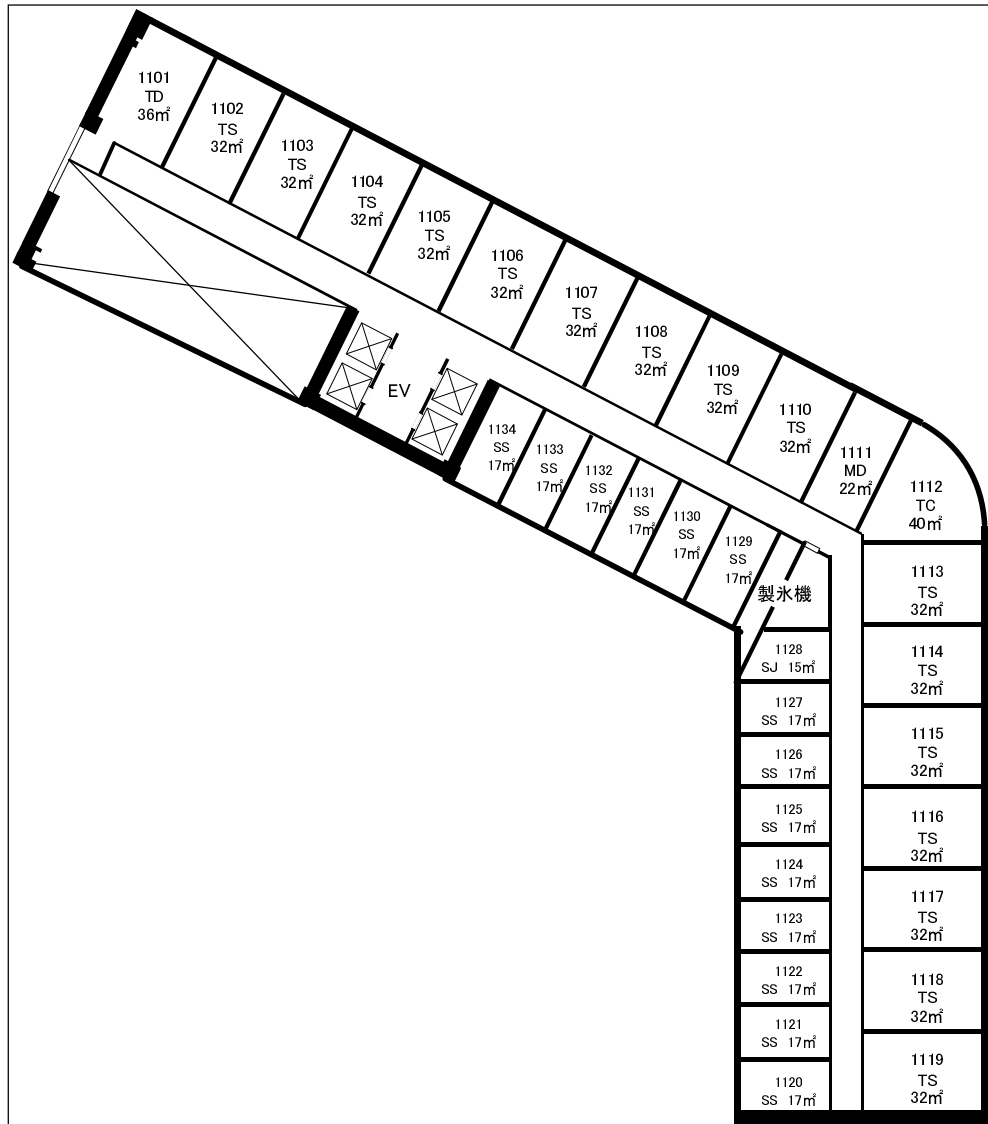 1101
TD
36㎡
1102
TS
32㎡
1103
TS
32㎡
1104
TS
32㎡
1105
TS
32㎡
1106
TS
32㎡
1107
TS
32㎡
1108
TS
32㎡
1109
TS
32㎡
1110
TS
32㎡
1111
MD
22㎡
1112
TC
40㎡
1113
TS
32㎡
1114
TS
32㎡
1115
TS
32㎡
1116
TS
32㎡
1117
TS
32㎡
1118
TS
32㎡
1119
TS
32㎡
EV
1134
SS
17㎡
1133
SS
17㎡
1132
SS
17㎡
1131
SS
17㎡
1130
SS
17㎡
1129
SS
17㎡
製氷機
1128
SJ 15㎡
1127
SS 17㎡
1126
SS 17㎡
1125
SS 17㎡
1124
SS 17㎡
1123
SS 17㎡
1122
SS 17㎡
1121
SS 17㎡
1120
SS 17㎡